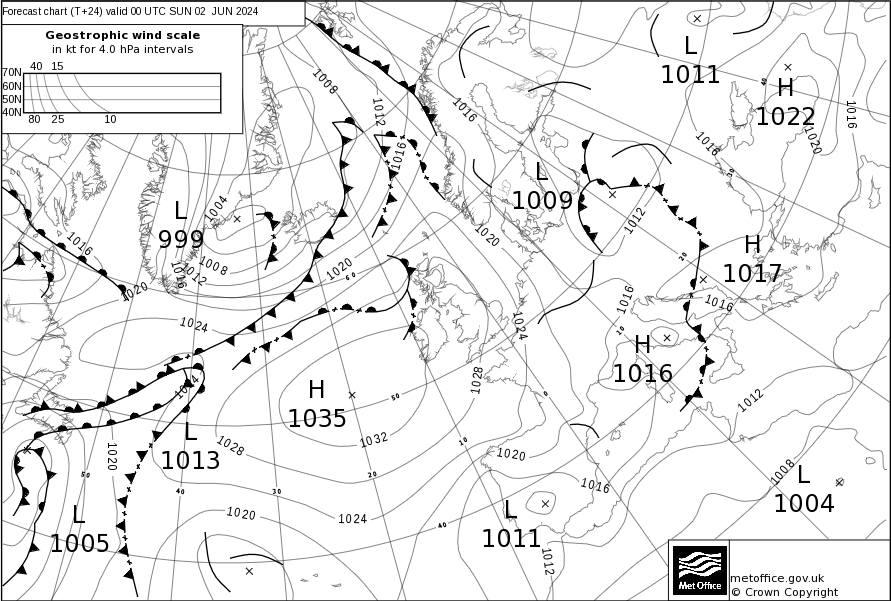 Forecast chart (T+24) valid 00 UTC SUN 02 JUN 2024
Geostrophic wind scale
in kt for 4.0 hPa intervals
40 15
70N
60N
50N
40N
80 25 10
L
1011
H
1022
L
1009
L
999
H
1017
H
1016
H
1035
L
1013
L
1005
L
1011
L
1004
1008
1012
1016
1016
1016
1020
1016
1004
1008
1012
1016
1016
1020
1020
1020
1012
1016
1016
1024
1024
1024
1028
1028
1032
1020
1020
1016
1020
1024
1012
1012
1008
60
50
50
40
40
30
30
20
20
10
10
0
40
Met Office
metoffice.gov.uk
© Crown Copyright